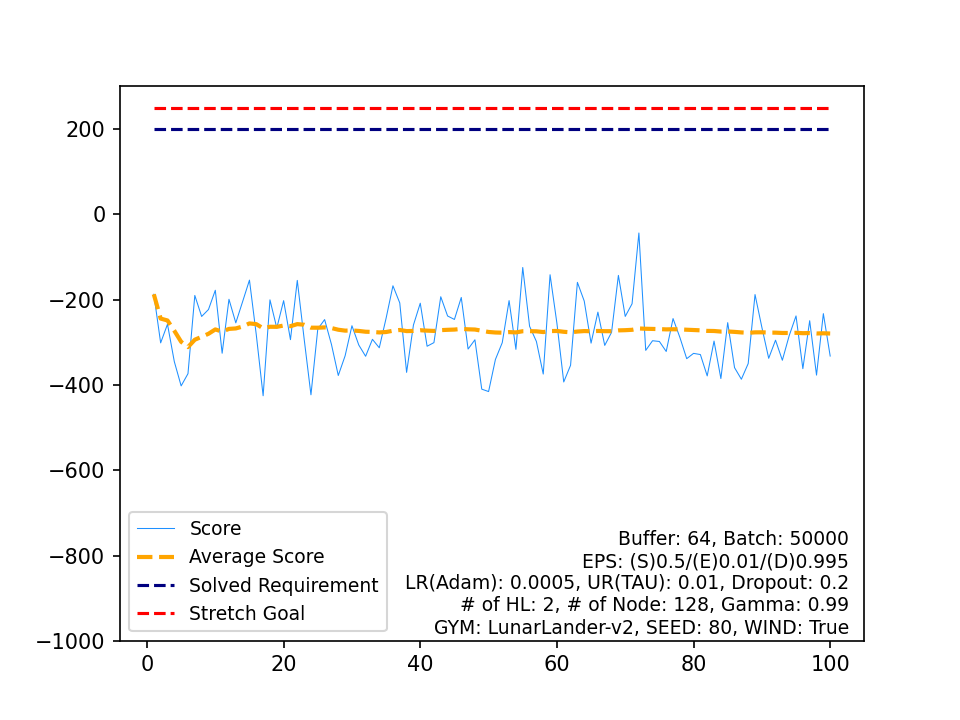 200
0
−200
−400
−600
−800
−1000
0
20
40
60
80
100
Score
Average Score
Solved Requirement
Stretch Goal
Buffer: 64, Batch: 50000
EPS: (S)0.5/(E)0.01/(D)0.995
LR(Adam): 0.0005, UR(TAU): 0.01, Dropout: 0.2
# of HL: 2, # of Node: 128, Gamma: 0.99
GYM: LunarLander-v2, SEED: 80, WIND: True